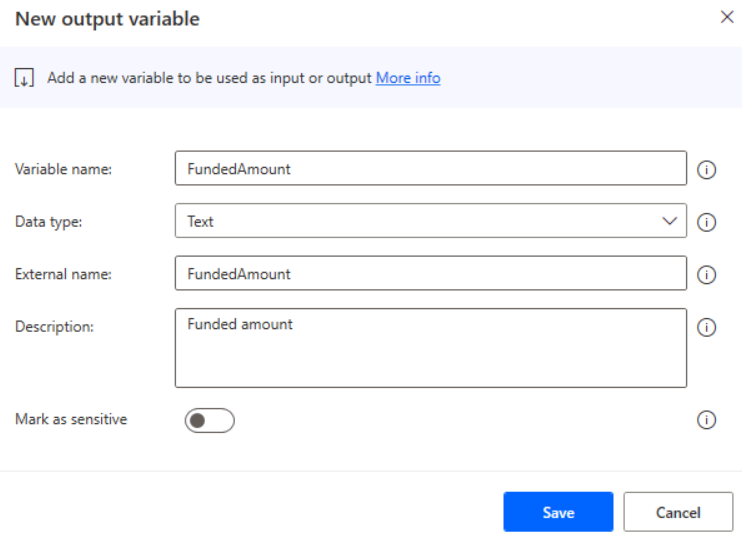 New output variable
Add a new variable to be used as input or output More info
Variable name:
FundedAmount
Data type:
Text
External name:
FundedAmount
Description:
Funded amount
Mark as sensitive
Save
Cancel